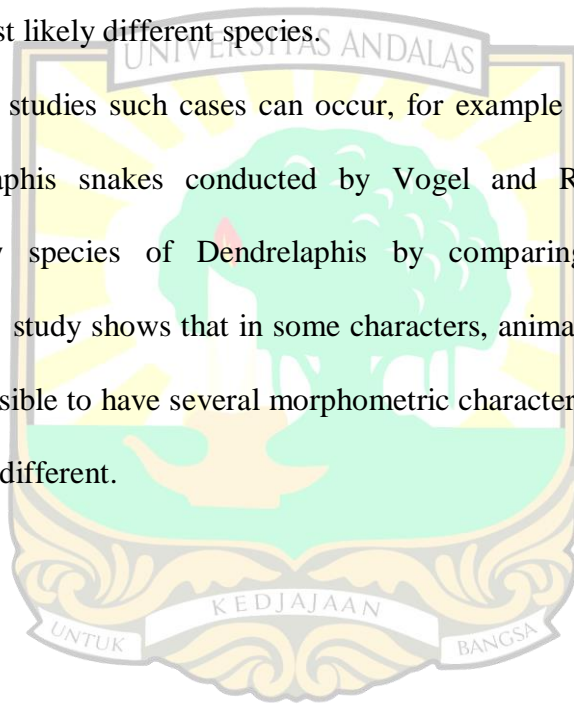 st likely different species.
UNIVERSITAS ANDALAS
studies such cases can occur, for example
aphis snakes conducted by Vogel and R
species of Dendrelaphis by comparing
study shows that in some characters, anima
sible to have several morphometric character
different.
KEDJAJAAN
UNTUK
BANGSA